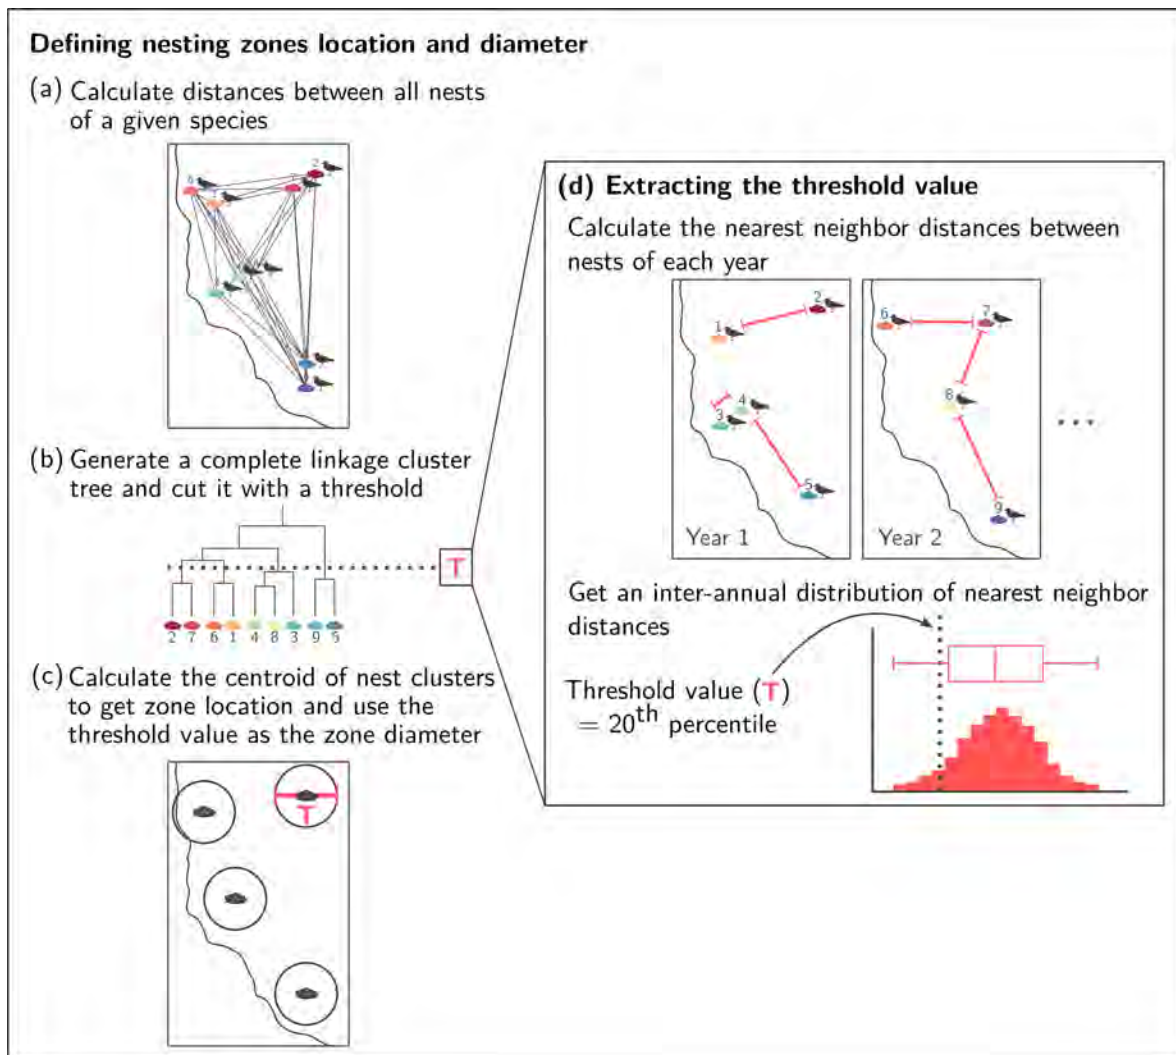 Defining nesting zones location and diameter
(a) Calculate distances between all nests
of a given species
2
6
(b) Generate a complete linkage cluster
tree and cut it with a threshold
T
2 7 6 1 4 8 3 9 5
(c) Calculate the centroid of nest clusters
to get zone location and use the
threshold value as the zone diameter
T
(d) Extracting the threshold value
Calculate the nearest neighbor distances between
nests of each year
1
2
4
3
5
Year 1
6
7
8
9
Year 2
...
Get an inter-annual distribution of nearest neighbor
distances
Threshold value (T)
= 20th percentile